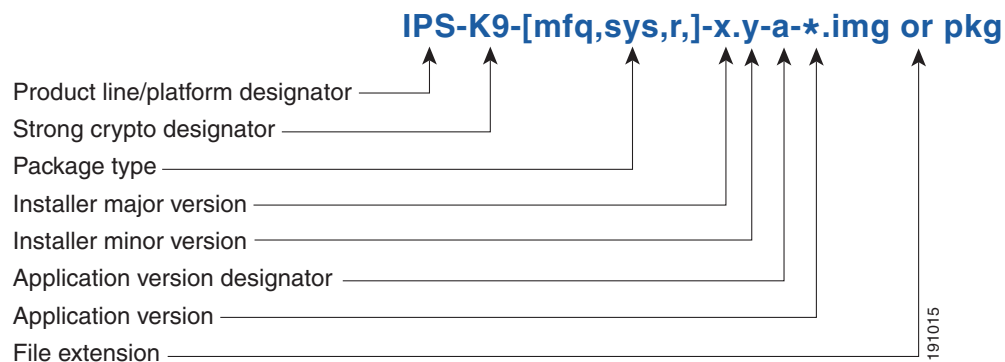 IPS-K9-[mfq,sys,r,]-x.y-a-*.img or pkg
Product line/platform designator
Strong crypto designator
Package type
Installer major version
Installer minor version
Application version designator
Application version
File extension
191015